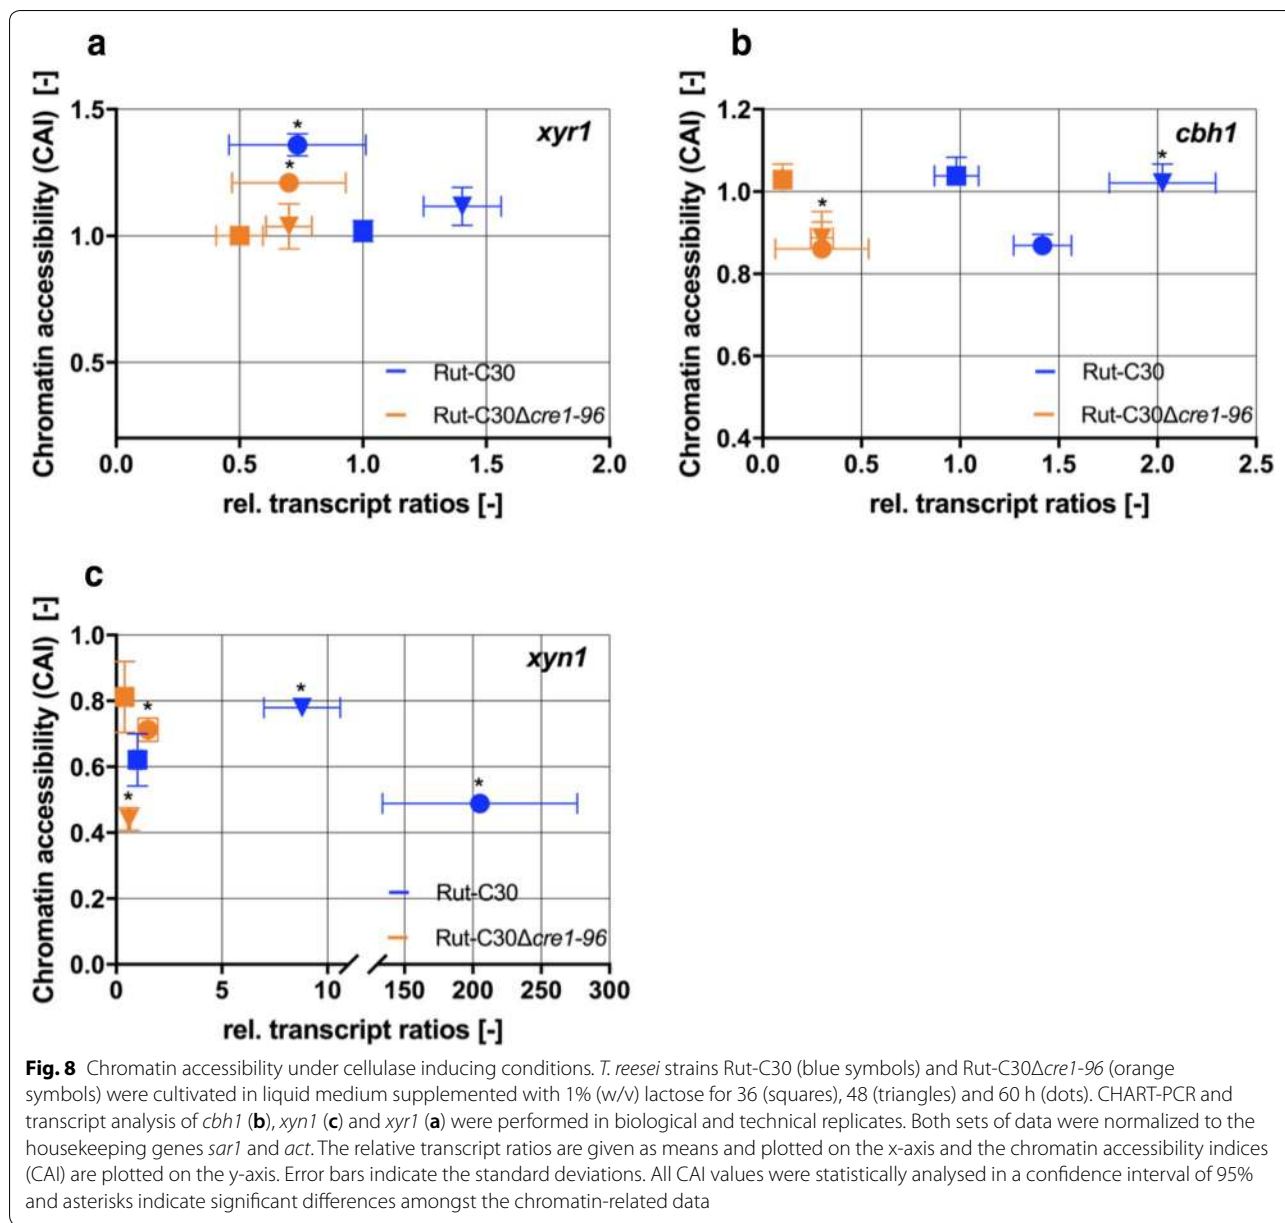 a
Chromatin accessibility (CAI) [-]
1.5
1.0
0.5
*
*
xyr1
Rut-C30
Rut-C30Δcre1-96
0.0 0.5 1.0 1.5 2.0
rel. transcript ratios [-]
b
Chromatin accessibility (CAI) [-]
1.2
1.0
0.8
0.6
0.4
*
*
cbh1
Rut-C30
Rut-C30Δcre1-96
0.0 0.5 1.0 1.5 2.0 2.5
rel. transcript ratios [-]
c
Chromatin accessibility (CAI) [-]
1.0
0.8
0.6
0.4
0.2
0.0
*
*
*
*
xyn1
Rut-C30
Rut-C30Δcre1-96
0 5 10 150 200 250 300
rel. transcript ratios [-]
Fig. 8 Chromatin accessibility under cellulase inducing conditions. T. reesei strains Rut-C30 (blue symbols) and Rut-C30Δcre1-96 (orange
symbols) were cultivated in liquid medium supplemented with 1% (w/v) lactose for 36 (squares), 48 (triangles) and 60 h (dots). CHART-PCR and
transcript analysis of cbh1 (b), xyn1 (c) and xyr1 (a) were performed in biological and technical replicates. Both sets of data were normalized to the
housekeeping genes sar1 and act. The relative transcript ratios are given as means and plotted on the x-axis and the chromatin accessibility indices
(CAI) are plotted on the y-axis. Error bars indicate the standard deviations. All CAI values were statistically analysed in a confidence interval of 95%
and asterisks indicate significant differences amongst the chromatin-related data